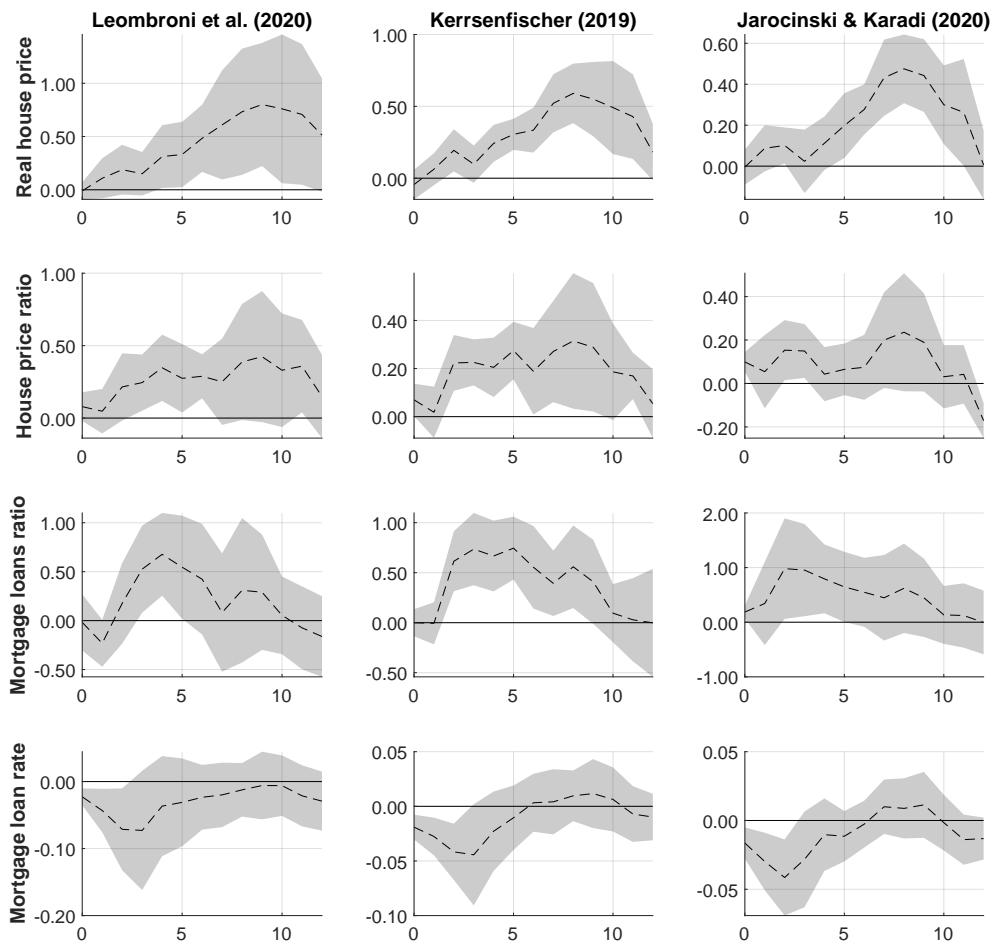 Leombroni et al. (2020) Kerrsenfischer (2019) Jarocinski & Karadi (2020)
Real house price
1.00 1.00 0.60
0.50 0.50 0.40
0.20
0.00 0.00 0.00
0 5 10 0 5 10 0 5 10
House price ratio
1.00 0.40 0.40
0.50 0.20 0.20
0.00 0.00 0.00
-0.20
0 5 10 0 5 10 0 5 10
Mortgage loans ratio
1.00 1.00 2.00
0.50 0.50 1.00
0.00 0.00 0.00
-0.50 -0.50 -1.00
0 5 10 0 5 10 0 5 10
Mortgage loan rate
0.00 0.05 0.05
0.00 0.00
-0.10 -0.05 -0.05
-0.20 -0.10
0 5 10 0 5 10 0 5 10